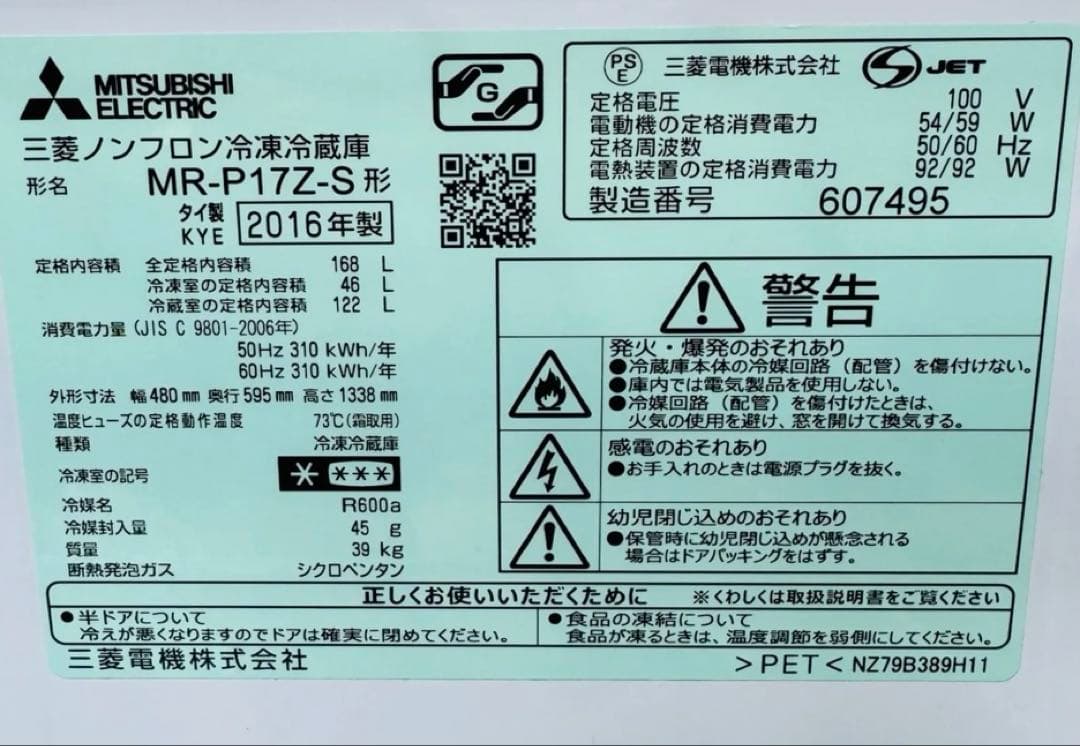 MITSUBISHI
ELECTRIC
三菱ノンフロン冷凍冷蔵庫
形名 MR-P17Z-S 形
タイ製
KYE 2016年製
定格内容積 全定格内容積 168 L
冷凍室の定格内容積 46 L
冷蔵室の定格内容積 122 L
消費電力量 (JIS C 9801-2006年)
50Hz 310 kWh/年
60Hz 310 kWh/年
外形寸法 幅480mm 奥行595mm 高さ1338mm
温度ヒューズの定格動作温度 73℃(霜取用)
種類 冷凍冷蔵庫
冷凍室の記号 * ***
冷媒名 R600a
冷媒封入量 45 g
質量 39 kg
断熱発泡ガス シクロペンタン
G
PS
E 三菱電機株式会社 JET
定格電圧 100 V
電動機の定格消費電力 54/59 W
定格周波数 50/60 Hz
電熱装置の定格消費電力 92/92 W
製造番号 607495
警告
発火・爆発のおそれあり
●冷蔵庫本体の冷媒回路(配管)を傷付けない。
●庫内では電気製品を使用しない。
●冷媒回路(配管)を傷付けたときは、
火気の使用を避け、窓を開けて換気する。
感電のおそれあり
●お手入れのときは電源プラグを抜く。
幼児閉じ込めのおそれあり
●保管時に幼児閉じ込めが懸念される
場合はドアパッキングをはずす。
正しくお使いいただくために ※くわしくは取扱説明書をご覧ください
●半ドアについて
冷えが悪くなりますのでドアは確実に閉めてください。
●食品の凍結について
食品が凍るときは、温度調節を弱側にしてください。
三菱電機株式会社
>PET< NZ79B389H11